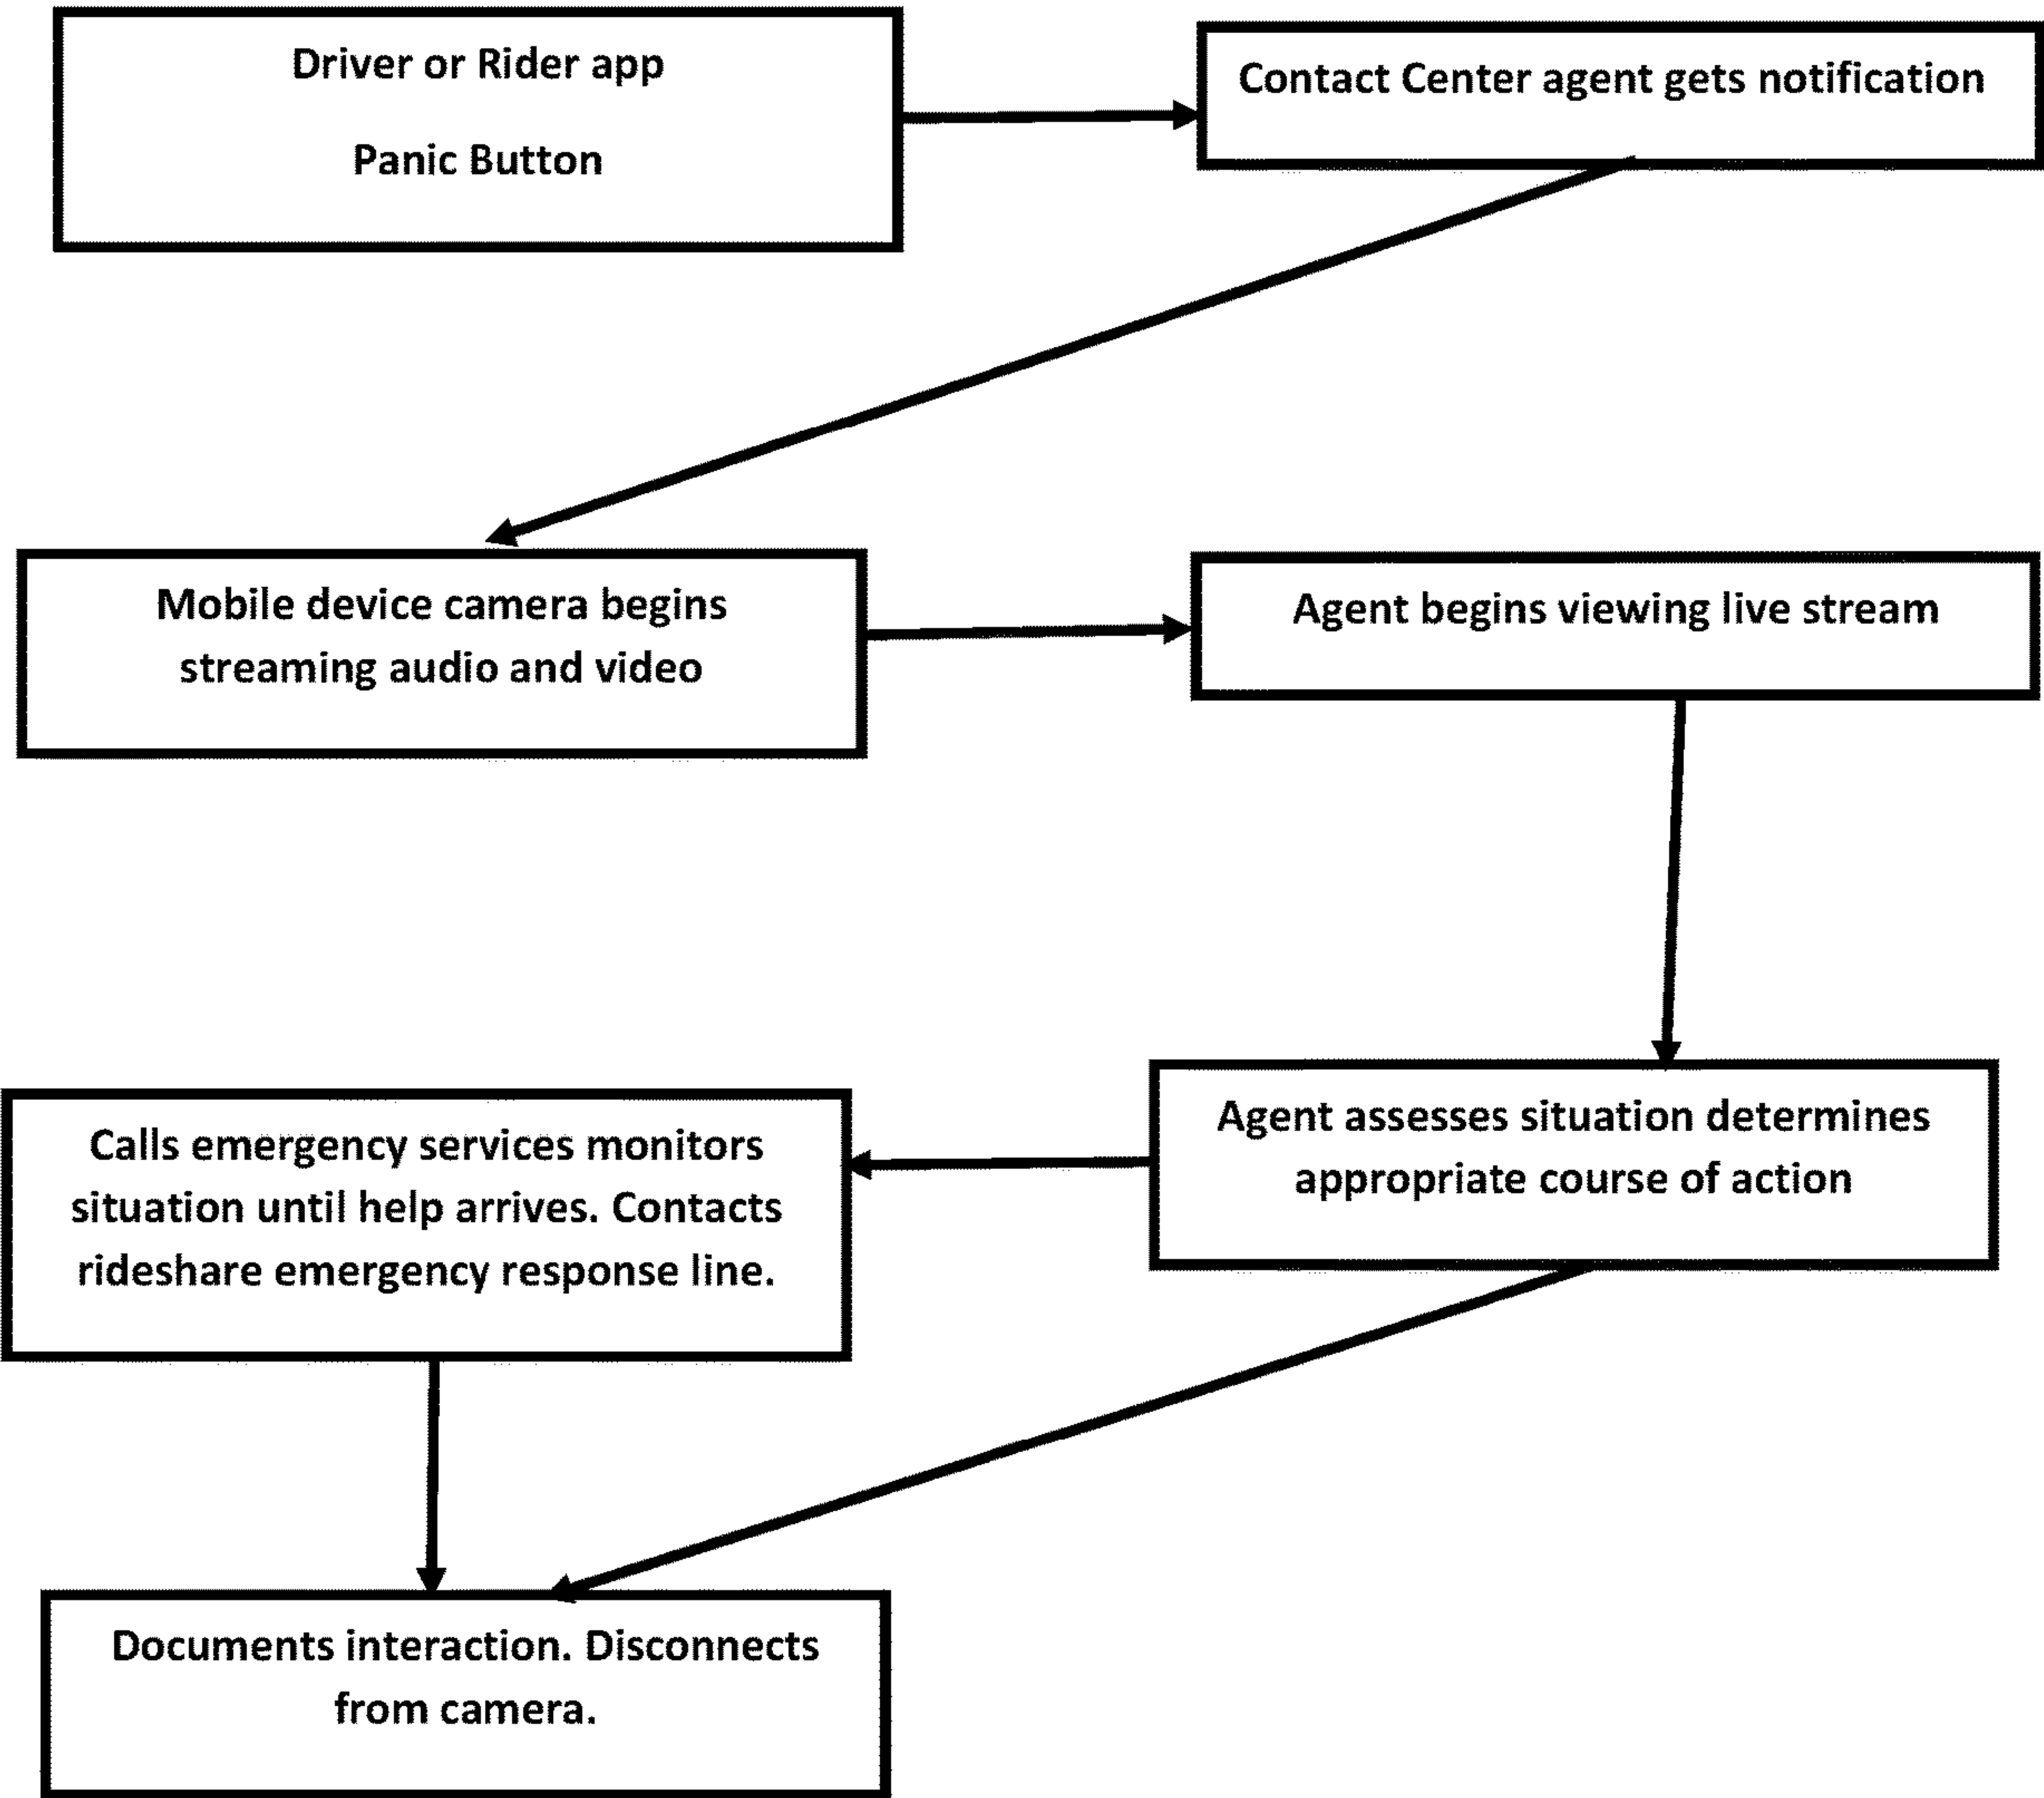 Driver or Rider app
Panic Button
Contact Center agent gets notification
Mobile device camera begins
streaming audio and video
Agent begins viewing live stream
Agent assesses situation determines
appropriate course of action
Calls emergency services monitors
situation until help arrives. Contacts
rideshare emergency response line.
Documents interaction. Disconnects
from camera.